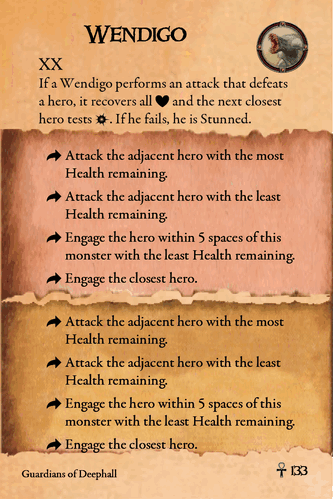 Wendigo
XX
If a Wendigo performs an attack that defeats
a hero, it recovers all and the next closest
hero tests . If he fails, he is Stunned.
Attack the adjacent hero with the most
Health remaining.
Attack the adjacent hero with the least
Health remaining.
Engage the hero within 5 spaces of this
monster with the least Health remaining.
Engage the closest hero.
Attack the adjacent hero with the most
Health remaining.
Attack the adjacent hero with the least
Health remaining.
Engage the hero within 5 spaces of this
monster with the least Health remaining.
Engage the closest hero.
Guardians of Deephall
133